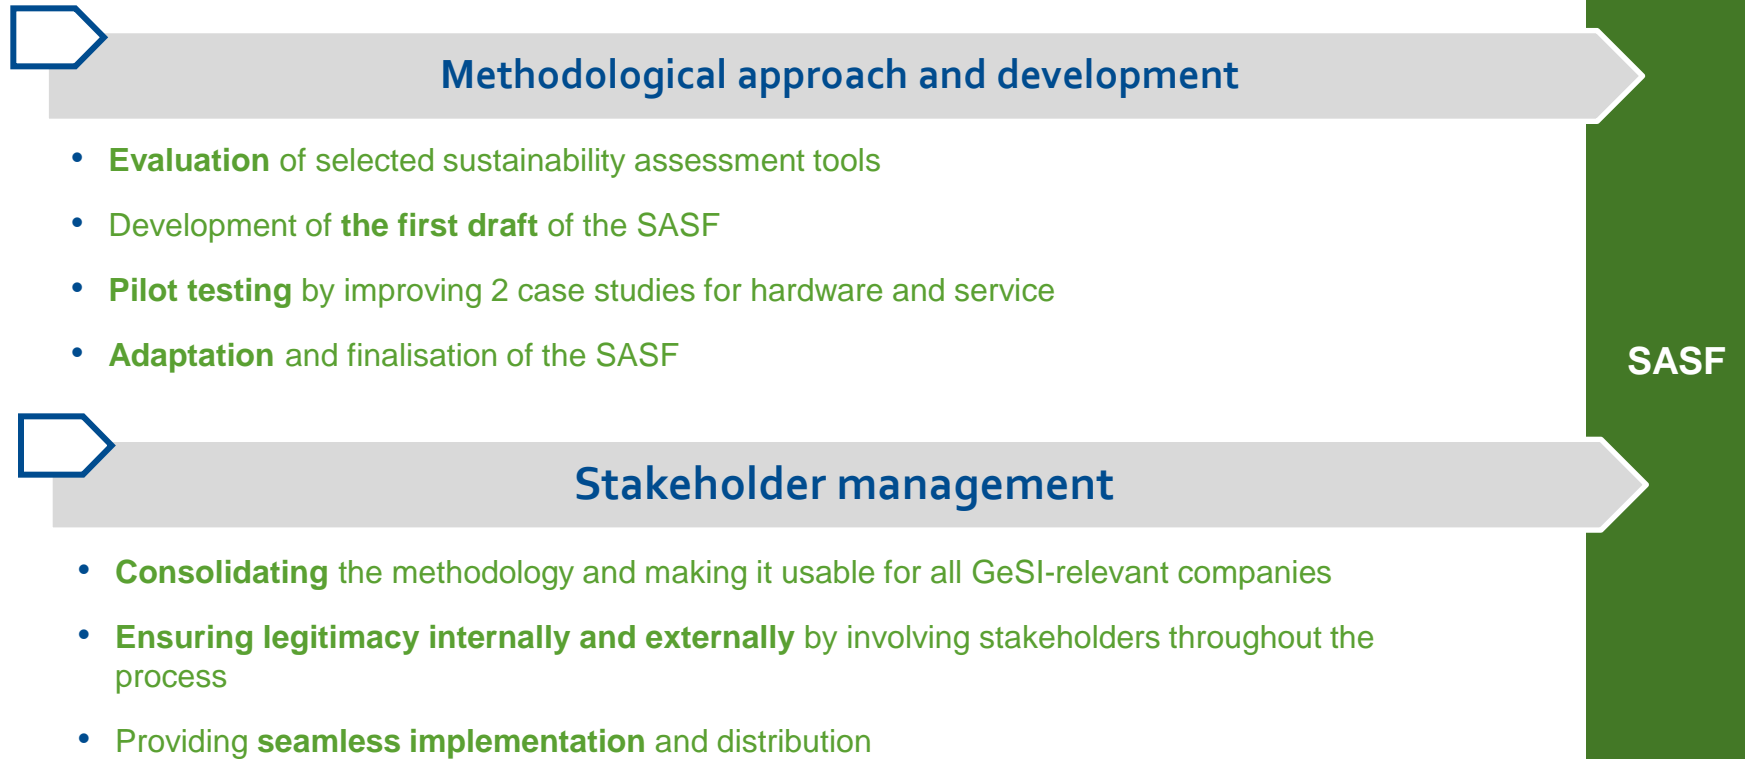 Methodological approach and development
• Evaluation of selected sustainability assessment tools
• Development of the first draft of the SASF
• Pilot testing by improving 2 case studies for hardware and service
• Adaptation and finalisation of the SASF
SASF
Stakeholder management
• Consolidating the methodology and making it usable for all GeSI-relevant companies
• Ensuring legitimacy internally and externally by involving stakeholders throughout the
process
• Providing seamless implementation and distribution